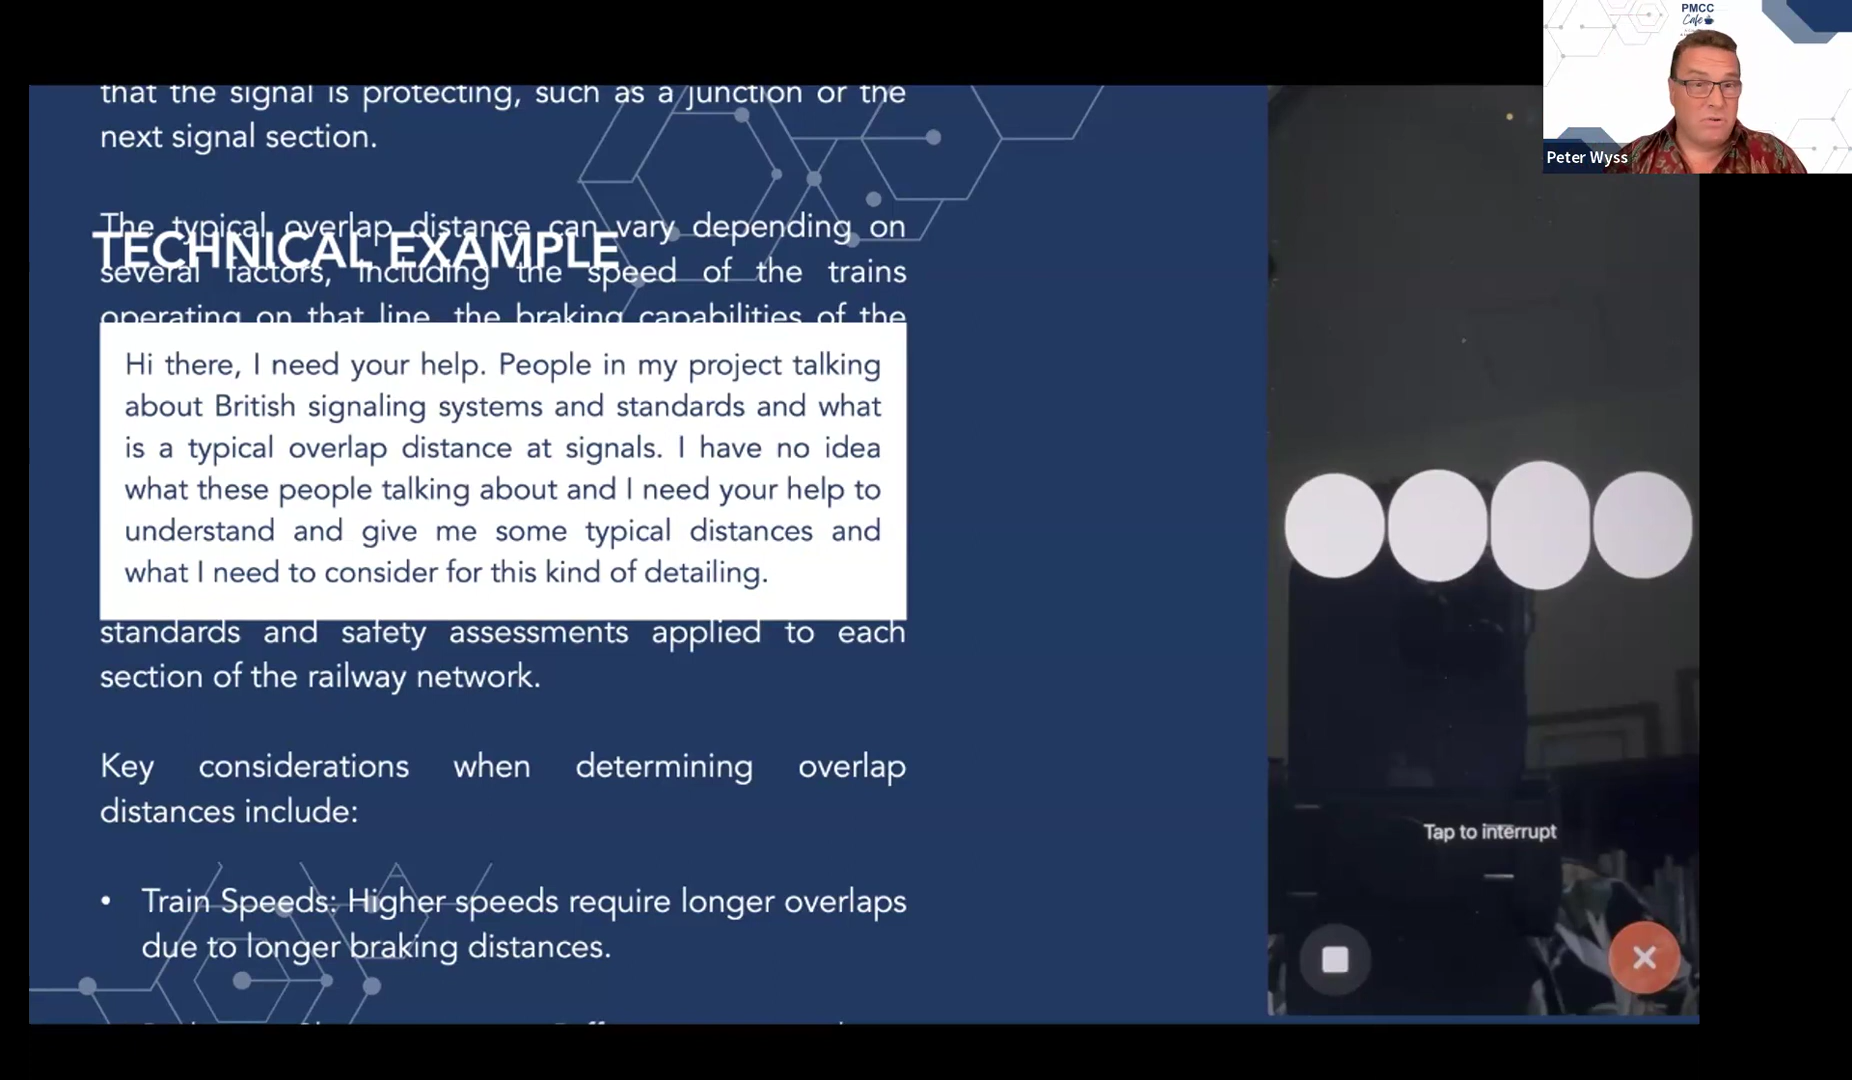 PMCC
Café
Peter Wyss
that the signal is protecting, such as a junction or the
next signal section.
The typical overlap distance can vary depending on
TECHNICAL EXAMPLE
several factors, including the speed of the trains
operating on that line, the braking capabilities of the
Hi there, I need your help. People in my project talking
about British signaling systems and standards and what
is a typical overlap distance at signals. I have no idea
what these people talking about and I need your help to
understand and give me some typical distances and
what I need to consider for this kind of detailing.
standards and safety assessments applied to each
section of the railway network.
Key considerations when determining overlap
distances include:
• Train Speeds: Higher speeds require longer overlaps
due to longer braking distances.
Tap to interrupt